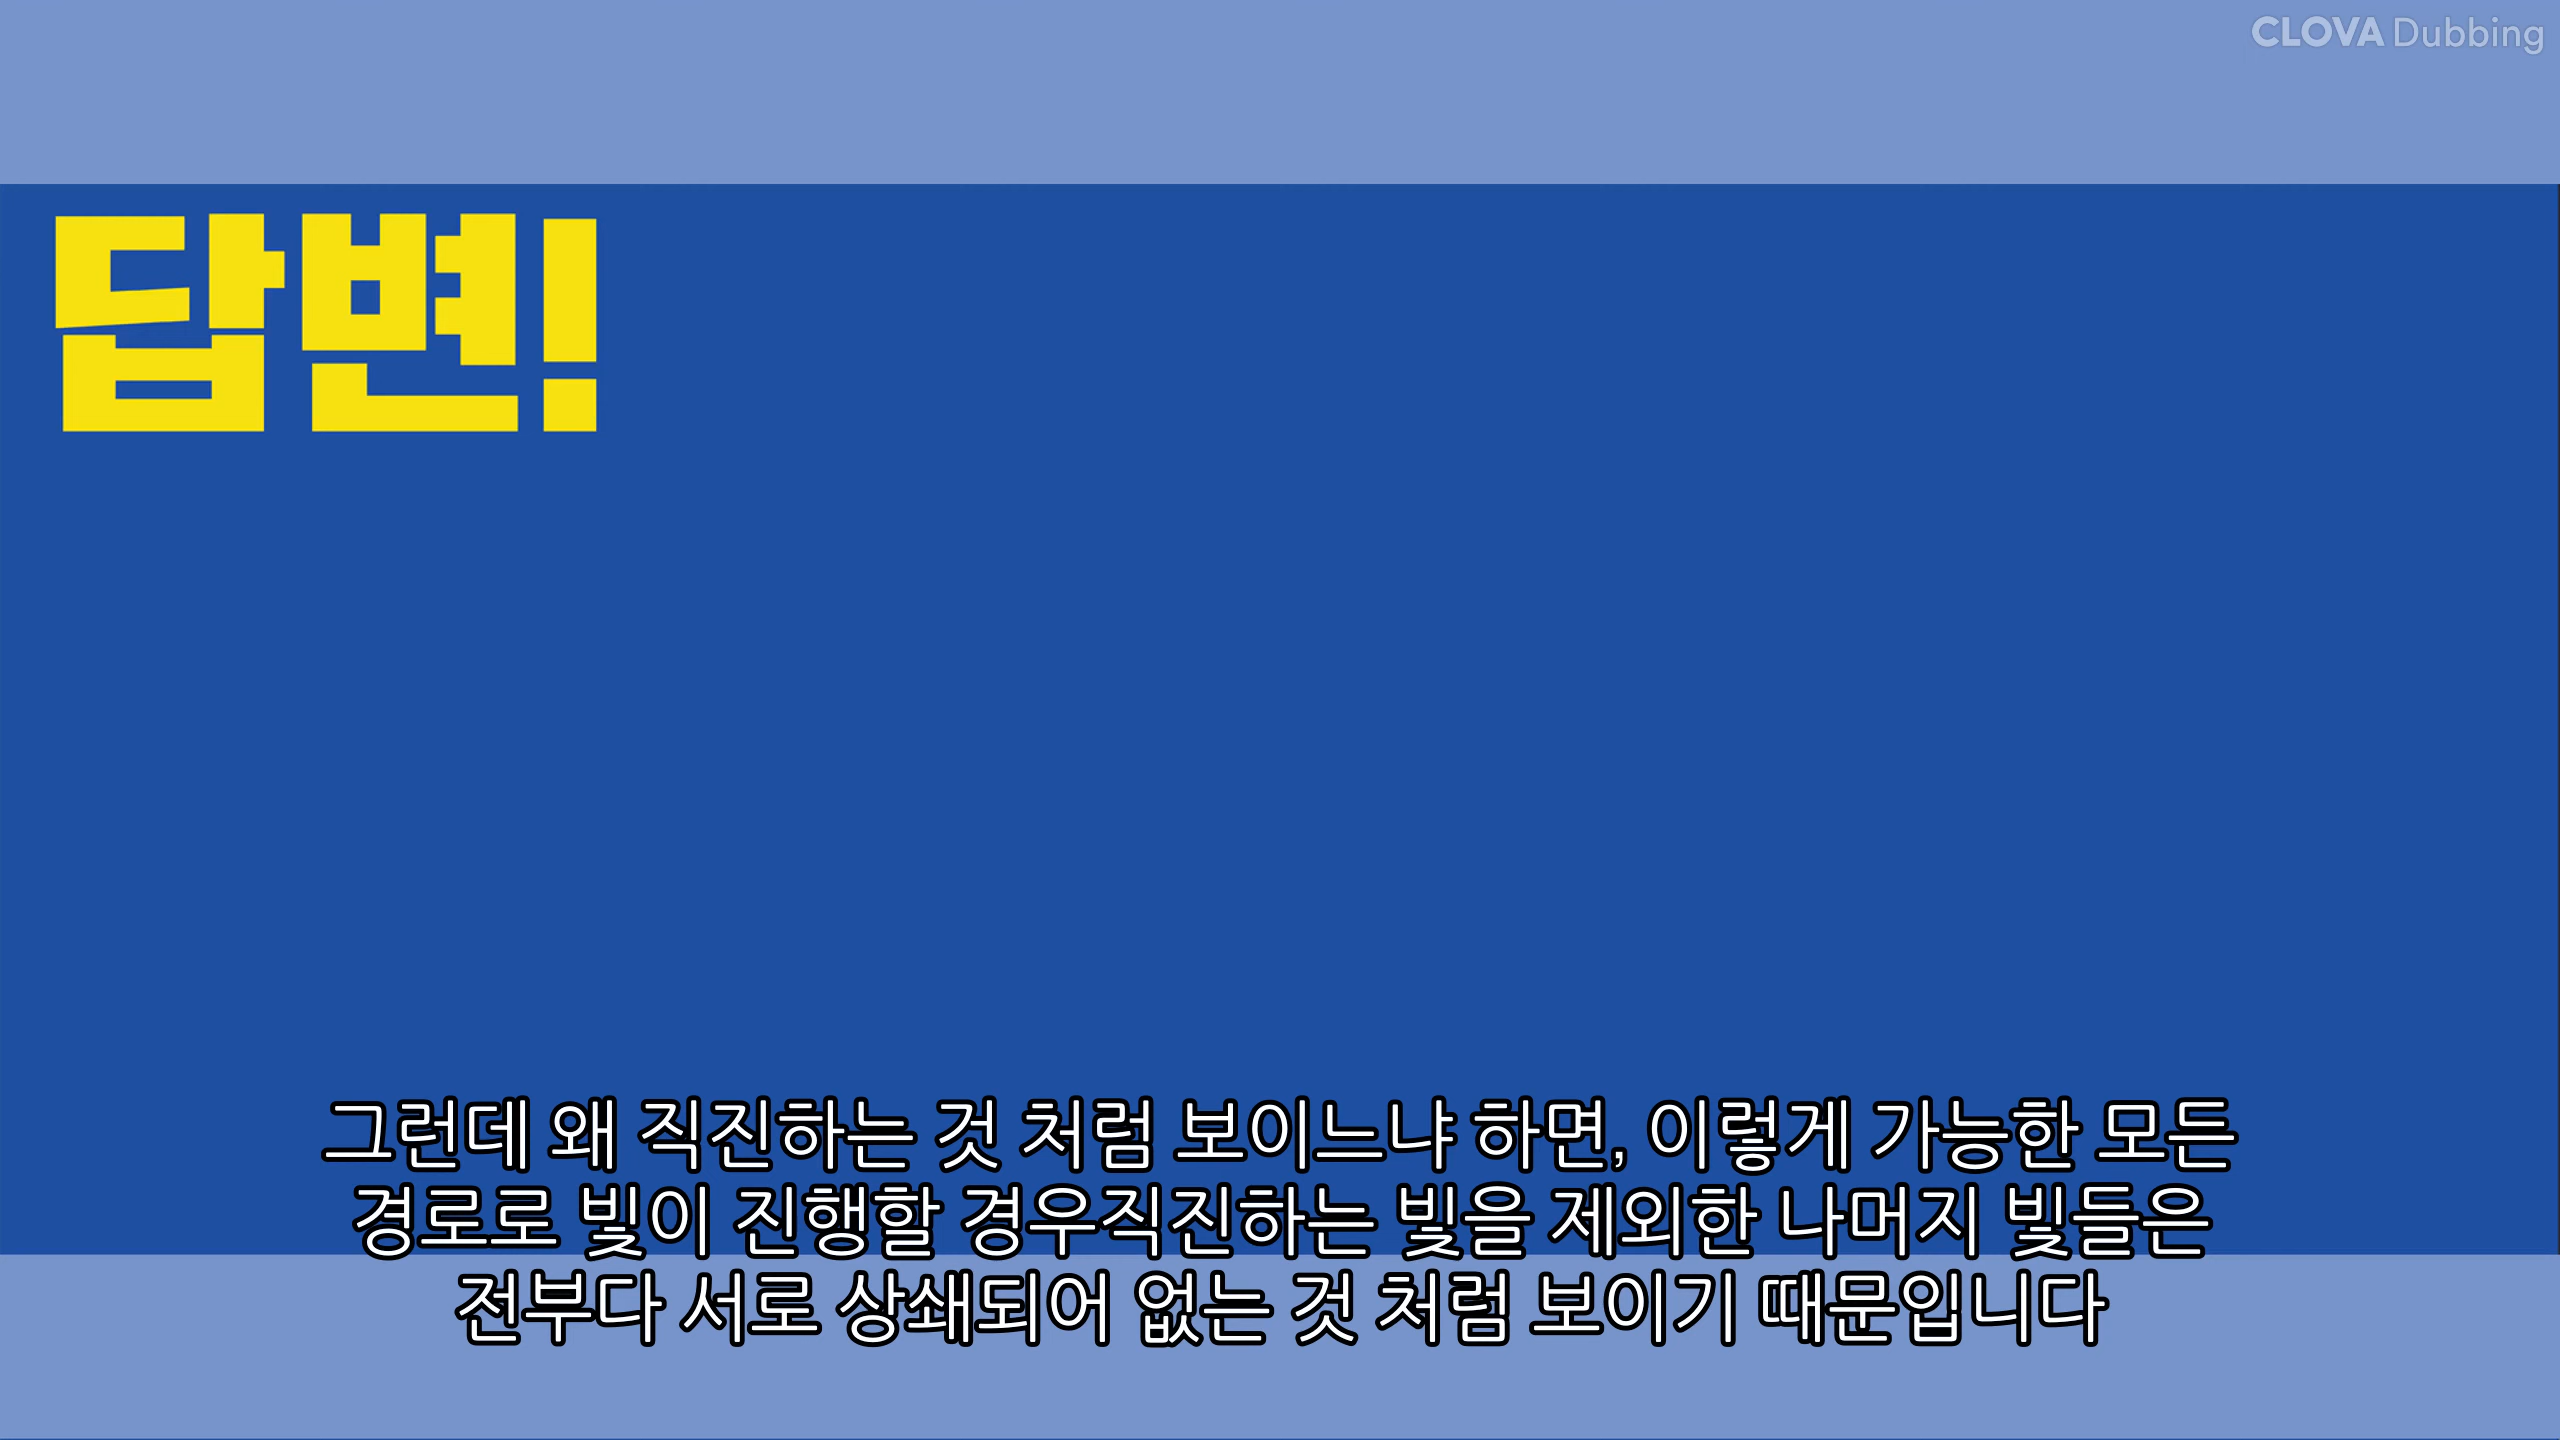 CLOVA Dubbing
답변!
그런데 왜 직진하는 것 처럼 보이느냐 하면, 이렇게 가능한 모든
경로로 빛이 진행할 경우직진하는 빛을 제외한 나머지 빛들은
전부다 서로 상쇄되어 없는 것 처럼 보이기 때문입니다